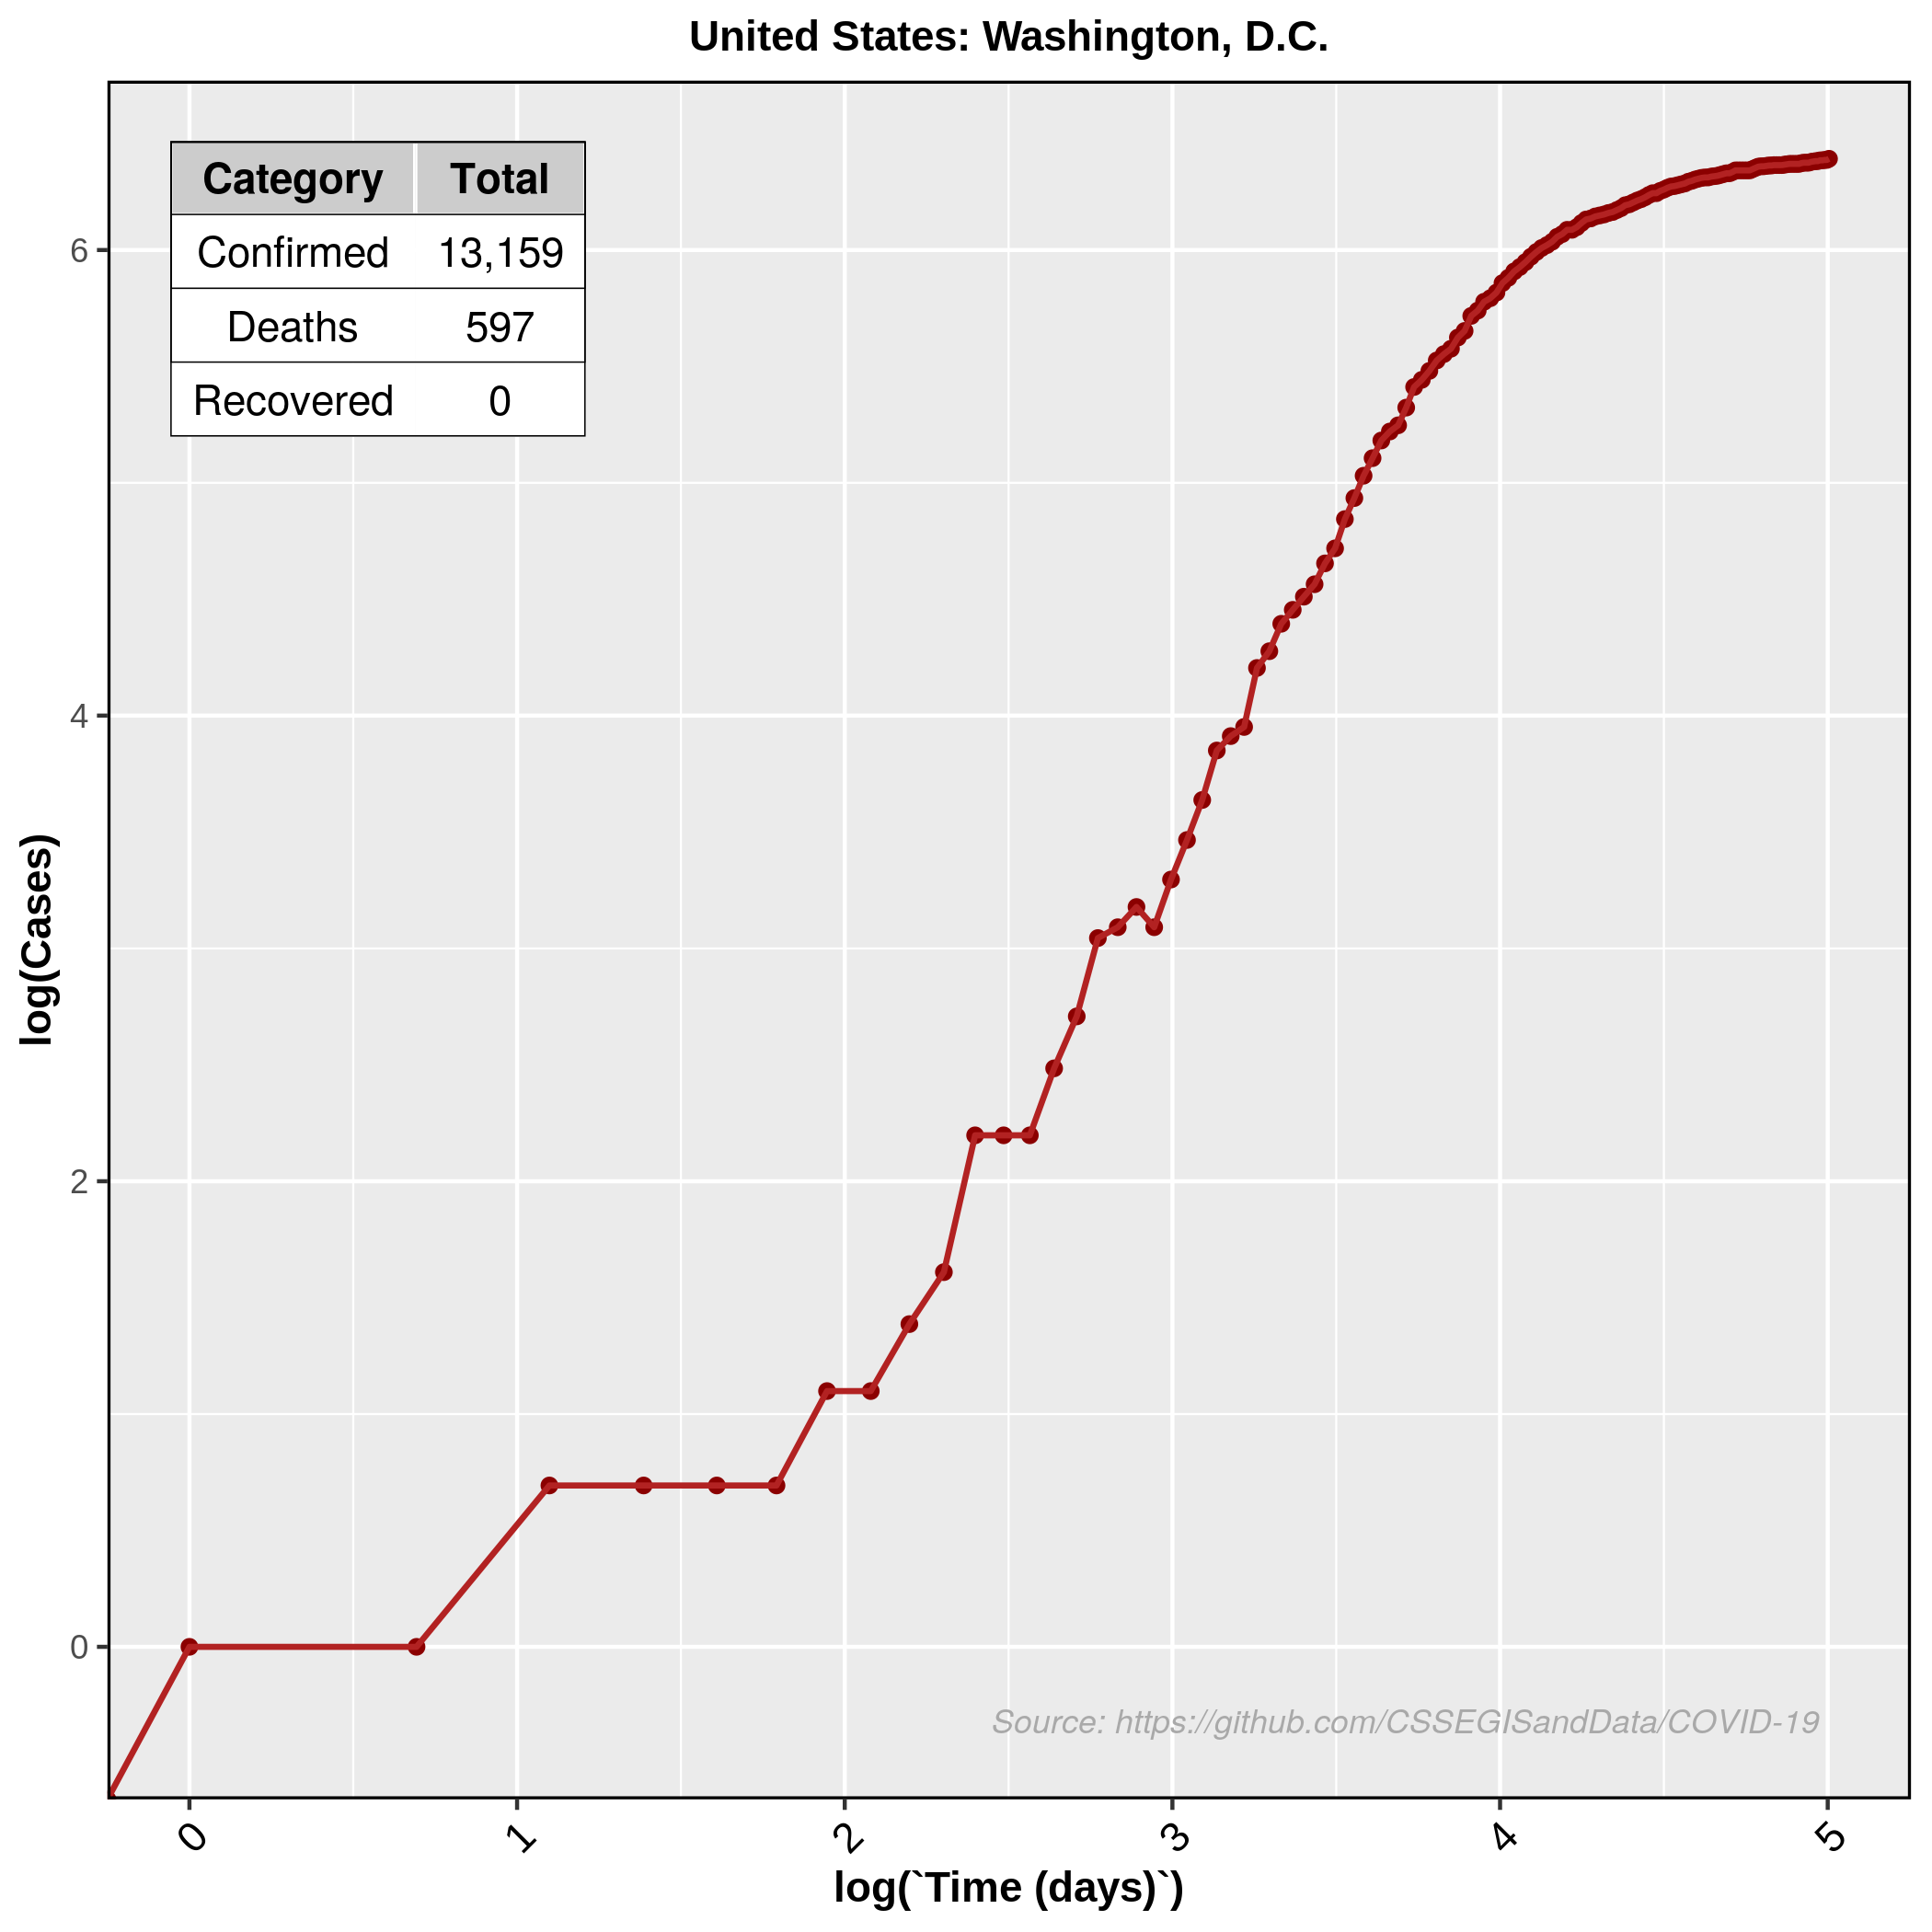 United States: Washington, D.C.
Category Total
Confirmed 13,159
Deaths 597
Recovered 0
6
4
2
0
log(Cases)
Source: https://github.com/CSSEGISandData/COVID-19
0 1 2 3 4 5
log(`Time (days)`)